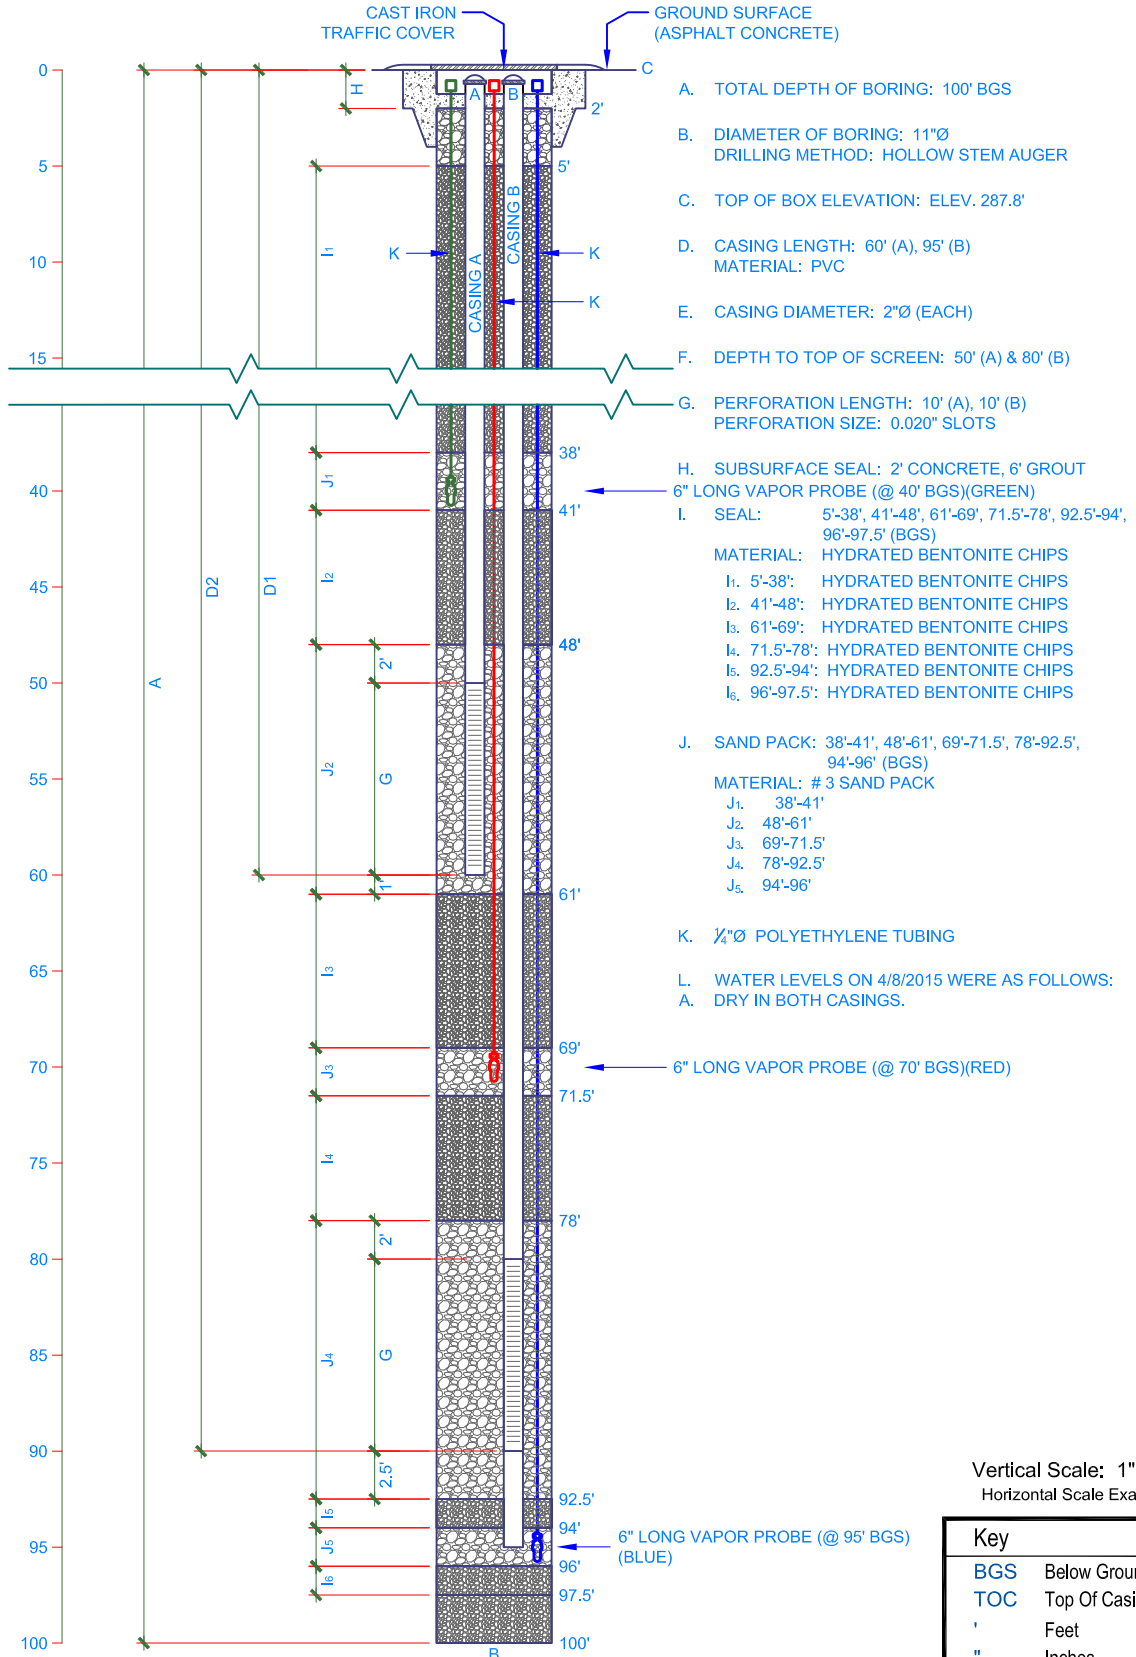 CAST IRON
TRAFFIC COVER
GROUND SURFACE
(ASPHALT CONCRETE)
0
5
10
15
40
45
50
55
60
65
70
75
80
85
90
95
100
A
D2
D1
H
I1
J1
I2
2'
G
J2
1'
I3
J3
I4
2'
G
J4
2.5'
I5
J5
I6
A
B
C
CASING A
CASING B
K
K
K
2'
5'
38'
41'
48'
61'
69'
71.5'
78'
92.5'
94'
96'
97.5'
100'
B
A. TOTAL DEPTH OF BORING: 100' BGS
B. DIAMETER OF BORING: 11"Ø
DRILLING METHOD: HOLLOW STEM AUGER
C. TOP OF BOX ELEVATION: ELEV. 287.8'
D. CASING LENGTH: 60' (A), 95' (B)
MATERIAL: PVC
E. CASING DIAMETER: 2"Ø (EACH)
F. DEPTH TO TOP OF SCREEN: 50' (A) & 80' (B)
G. PERFORATION LENGTH: 10' (A), 10' (B)
PERFORATION SIZE: 0.020" SLOTS
H. SUBSURFACE SEAL: 2' CONCRETE, 6' GROUT
6" LONG VAPOR PROBE (@ 40' BGS)(GREEN)
I. SEAL: 5'-38', 41'-48', 61'-69', 71.5'-78', 92.5'-94',
96'-97.5' (BGS)
MATERIAL: HYDRATED BENTONITE CHIPS
I1. 5'-38': HYDRATED BENTONITE CHIPS
I2. 41'-48': HYDRATED BENTONITE CHIPS
I3. 61'-69': HYDRATED BENTONITE CHIPS
I4. 71.5'-78': HYDRATED BENTONITE CHIPS
I5. 92.5'-94': HYDRATED BENTONITE CHIPS
I6. 96'-97.5': HYDRATED BENTONITE CHIPS
J. SAND PACK: 38'-41', 48'-61', 69'-71.5', 78'-92.5',
94'-96' (BGS)
MATERIAL: # 3 SAND PACK
J1. 38'-41'
J2. 48'-61'
J3. 69'-71.5'
J4. 78'-92.5'
J5. 94'-96'
K. ¼"Ø POLYETHYLENE TUBING
L. WATER LEVELS ON 4/8/2015 WERE AS FOLLOWS:
A. DRY IN BOTH CASINGS.
6" LONG VAPOR PROBE (@ 70' BGS)(RED)
6" LONG VAPOR PROBE (@ 95' BGS)
(BLUE)
Vertical Scale: 1"
Horizontal Scale Exa
Key
BGS Below Groun
TOC Top Of Casi
' Feet
" Inches